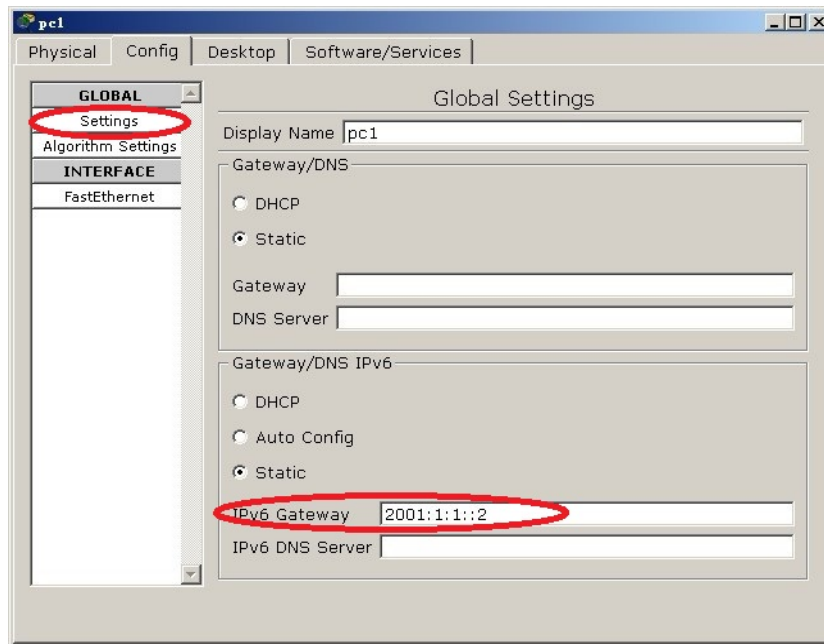 pc1
Physical Config Desktop Software/Services
GLOBAL
Settings
Algorithm Settings
INTERFACE
FastEthernet
Global Settings
Display Name pc1
Gateway/DNS
DHCP
Static
Gateway
DNS Server
Gateway/DNS IPv6
DHCP
Auto Config
Static
IPv6 Gateway 2001:1:1::2
IPv6 DNS Server